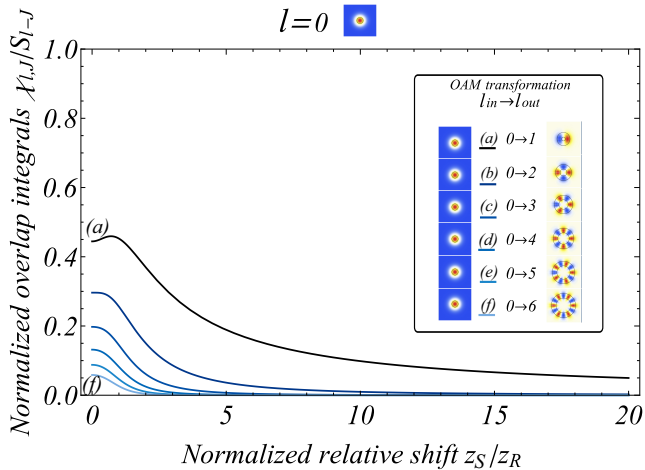 l=0
Normalized overlap integrals χl,J/Sl−J
1.0
0.8
0.6
0.4
0.2
0.0
(a)
(f)
OAM transformation
lin→lout
(a) 0→1
(b) 0→2
(c) 0→3
(d) 0→4
(e) 0→5
(f) 0→6
0 5 10 15 20
Normalized relative shift zS/zR